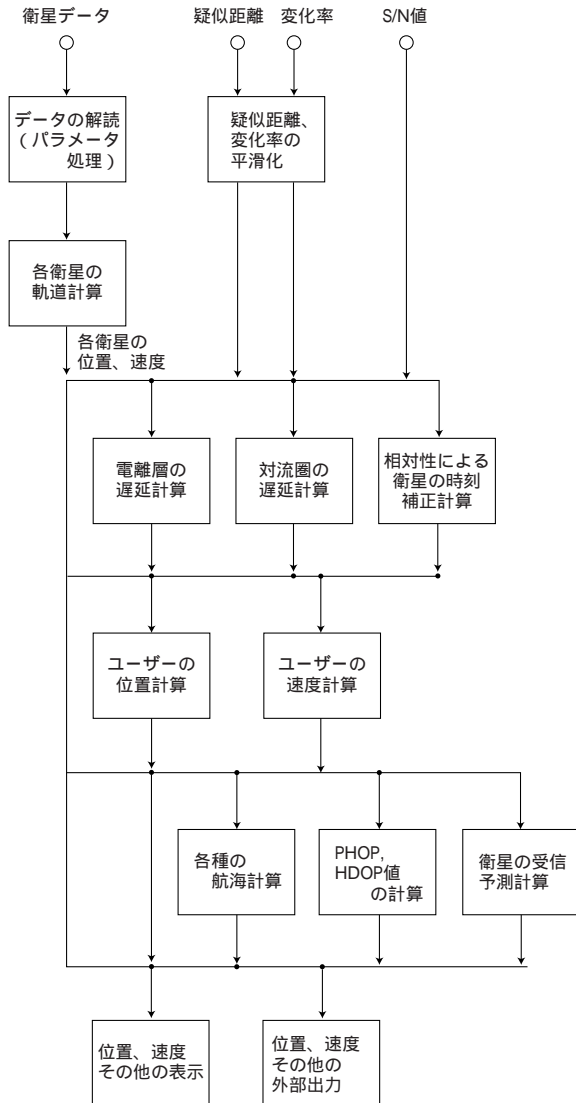 衛星データ
疑似距離
変化率
S/N値
データの解読
（パラメータ
処理）
疑似距離、
変化率の
平滑化
各衛星の
軌道計算
各衛星の
位置、速度
電離層の
遅延計算
対流圏の
遅延計算
相対性による
衛星の時刻
補正計算
ユーザーの
位置計算
ユーザーの
速度計算
各種の
航海計算
PHOP,
HDOP値
の計算
衛星の受信
予測計算
位置、速度
その他の表示
位置、速度
その他の
外部出力